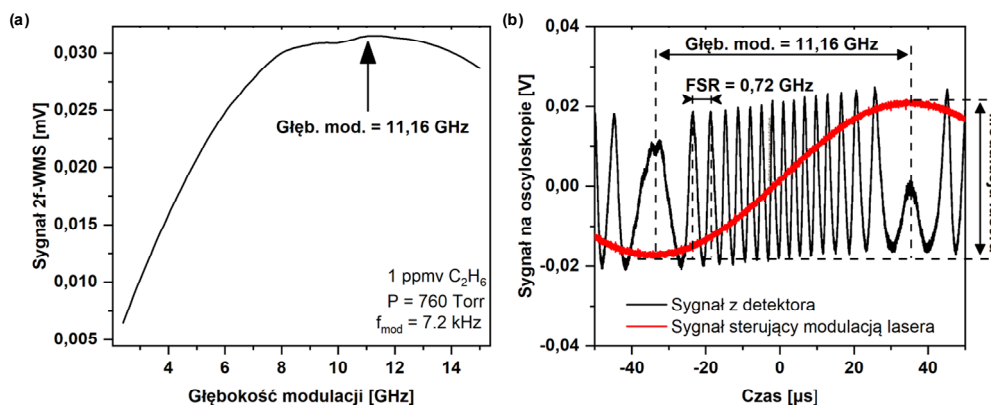 (a)
0,030
0,025
0,020
0,015
0,010
0,005
Sygnał 2f-WMS [mV]
Głęb. mod. = 11,16 GHz
1 ppmv C₂H₆
P = 760 Torr
f_mod = 7.2 kHz
4 6 8 10 12 14
Głębokość modulacji [GHz]
(b)
0,04
0,02
0,00
-0,02
-0,04
Sygnał na oscyloskopie [V]
Głęb. mod. = 11,16 GHz
FSR = 0,72 GHz
Sygnał z detektora
Sygnał sterujący modulacją lasera
-40 -20 0 20 40
Czas [µs]